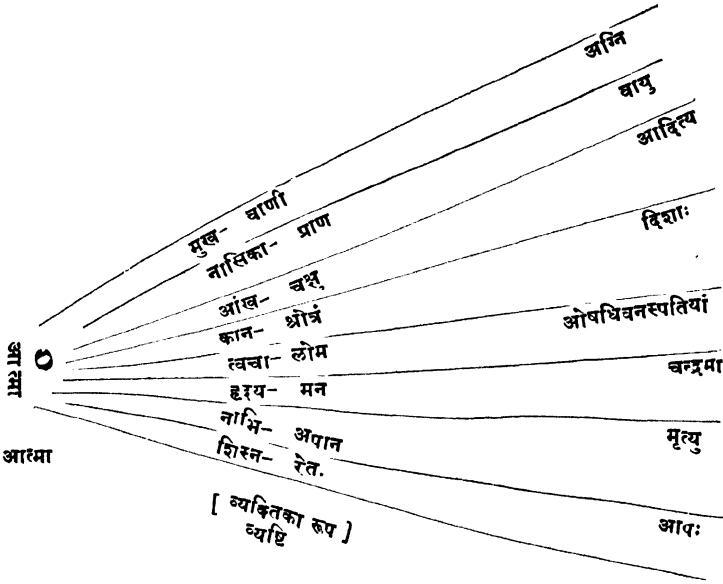 अग्नि
वायु
आदित्य
दिशाः
ओषधिवनस्पतियां
चन्द्रमा
मृत्यु
आपः
मुख- वाणी
नासिका- प्राण
आंख- चक्षु
कान- श्रोत्रं
त्वचा- लोम
हृदय- मन
नाभि- अपान
शिस्न- रेत.
[ व्यक्तिका रूप ]
व्यष्टि
आत्मा
आत्मा